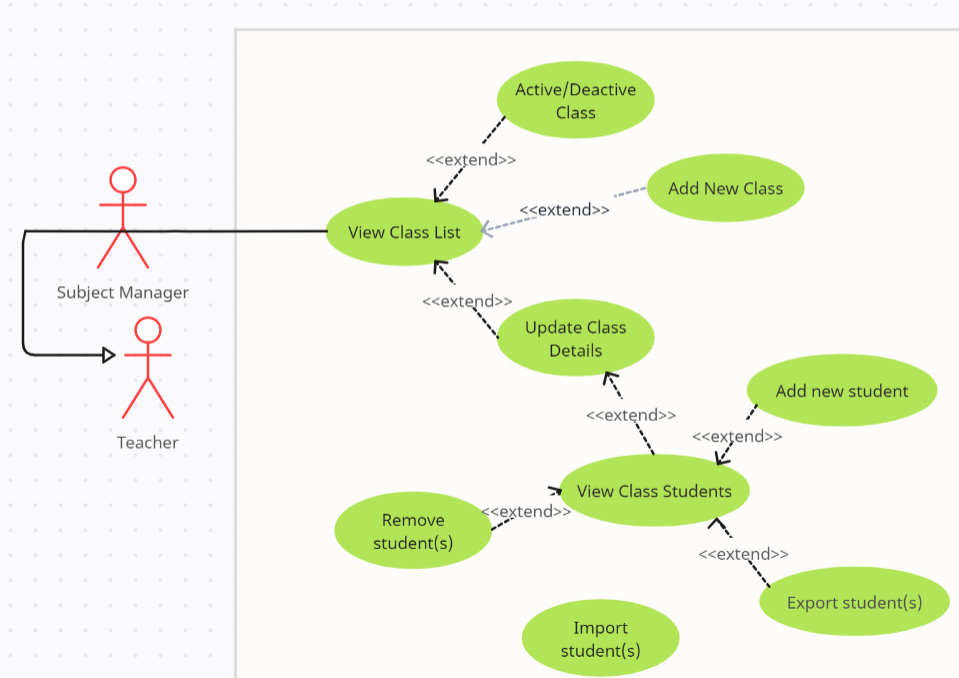 Active/Deactive
Class
<<extend>>
Add New Class
<<extend>>
View Class List
Subject Manager
<<extend>>
Update Class
Details
Teacher
<<extend>>
Add new student
<<extend>>
View Class Students
<<extend>>
Remove
student(s)
<<extend>>
Export student(s)
Import
student(s)